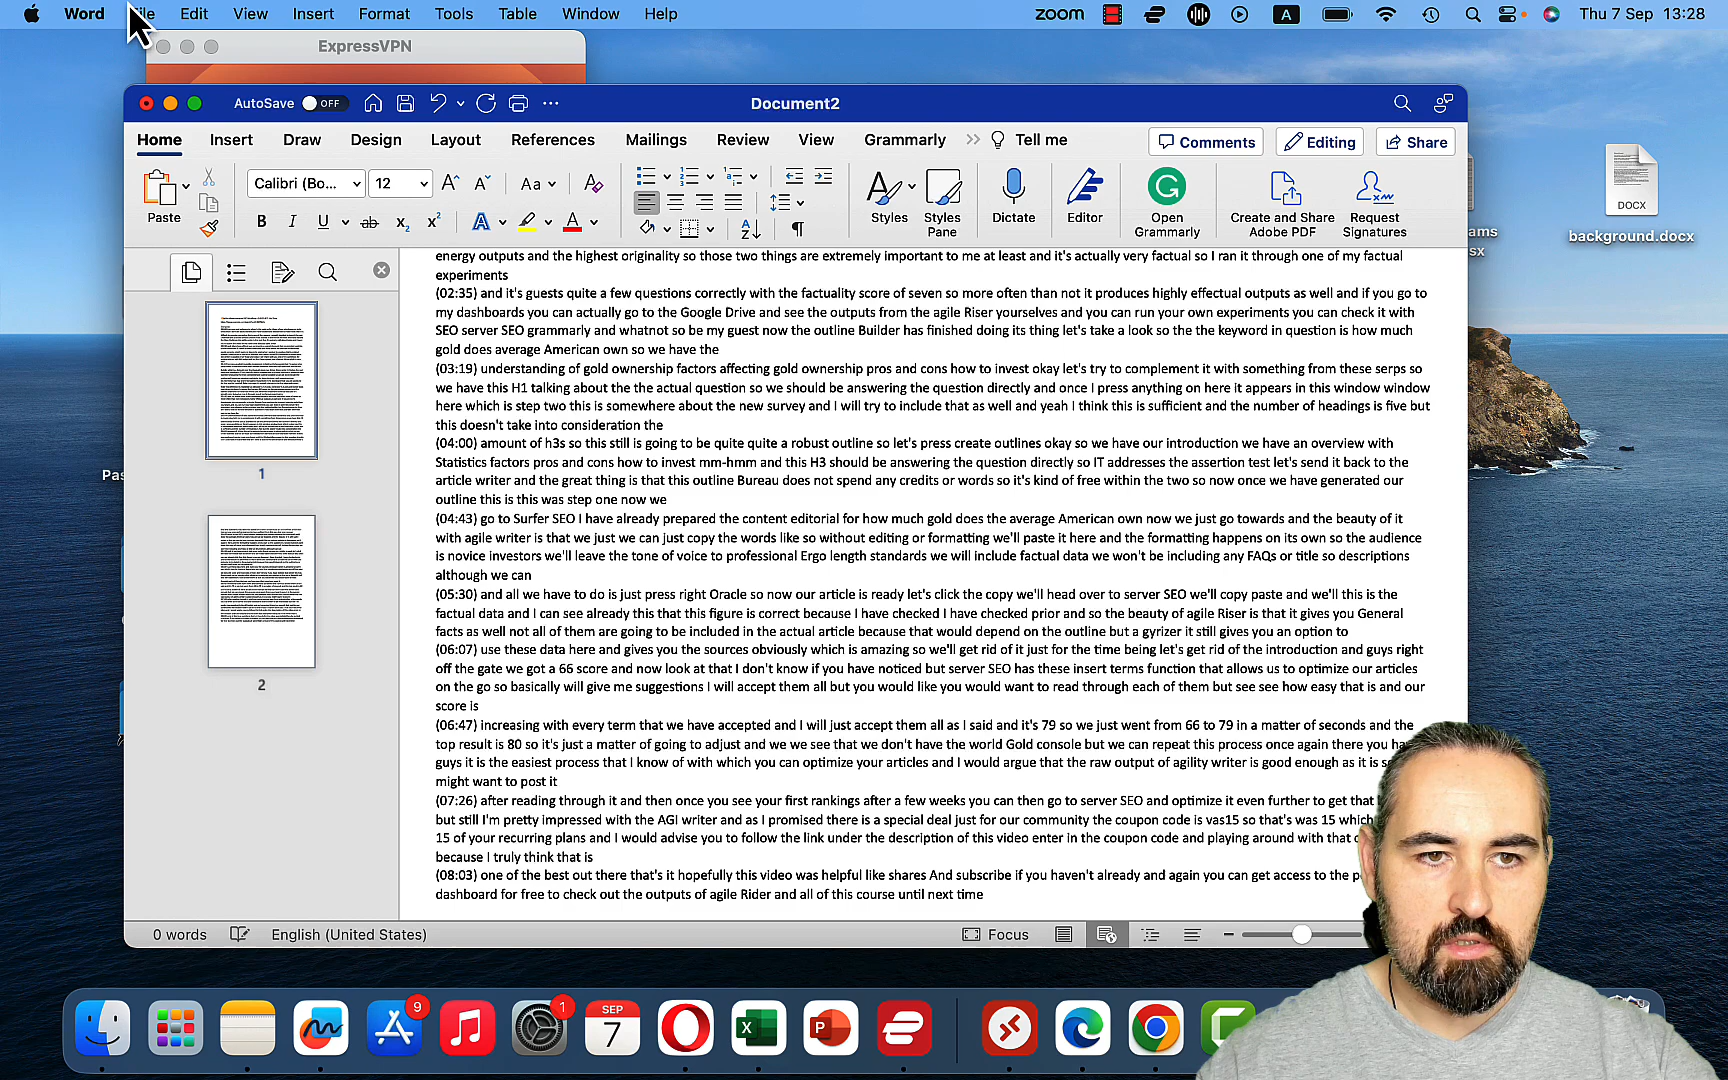 Word File Edit View Insert Format Tools Table Window Help zoom A Thu 7 Sep 13:28
ExpressVPN
AutoSave OFF Document2
Home Insert Draw Design Layout References Mailings Review View Grammarly Tell me Comments Editing Share
Calibri (Bo... 12 Aa
Paste Styles Styles Pane Dictate Editor Open Grammarly Create and Share Adobe PDF Request Signatures
DOCX
background.docx
energy outputs and the highest originality so those two things are extremely important to me at least and it's actually very factual so I ran it through one of my factual
experiments
(02:35) and it's guests quite a few questions correctly with the factuality score of seven so more often than not it produces highly effectual outputs as well and if you go to
my dashboards you can actually go to the Google Drive and see the outputs from the agile Riser yourselves and you can run your own experiments you can check it with
SEO server SEO grammarly and whatnot so be my guest now the outline Builder has finished doing its thing let's take a look so the the keyword in question is how much
gold does average American own so we have the
(03:19) understanding of gold ownership factors affecting gold ownership pros and cons how to invest okay let's try to complement it with something from these serps so
we have this H1 talking about the the actual question so we should be answering the question directly and once I press anything on here it appears in this window window
here which is step two this is somewhere about the new survey and I will try to include that as well and yeah I think this is sufficient and the number of headings is five but
this doesn't take into consideration the
(04:00) amount of h3s so this still is going to be quite quite a robust outline so let's press create outlines okay so we have our introduction we have an overview with
Statistics factors pros and cons how to invest mm-hmm and this H3 should be answering the question directly so IT addresses the assertion test let's send it back to the
article writer and the great thing is that this outline Bureau does not spend any credits or words so it's kind of free within the two so now once we have generated our
outline this is this was step one now we
(04:43) go to Surfer SEO I have already prepared the content editorial for how much gold does the average American own now we just go towards and the beauty of it
with agile writer is that we just we can just copy the words like so without editing or formatting we'll paste it here and the formatting happens on its own so the audience
is novice investors we'll leave the tone of voice to professional Ergo length standards we will include factual data we won't be including any FAQs or title so descriptions
although we can
(05:30) and all we have to do is just press right Oracle so now our article is ready let's click the copy we'll head over to server SEO we'll copy paste and we'll this is the
factual data and I can see already this that this figure is correct because I have checked I have checked prior and so the beauty of agile Riser is that it gives you General
facts as well not all of them are going to be included in the actual article because that would depend on the outline but a gyrizer it still gives you an option to
(06:07) use these data here and gives you the sources obviously which is amazing so we'll get rid of it just for the time being let's get rid of the introduction and guys right
off the gate we got a 66 score and now look at that I don't know if you have noticed but server SEO has these insert terms function that allows us to optimize our articles
on the go so basically will give me suggestions I will accept them all but you would like you would want to read through each of them but see see how easy that is and our
score is
(06:47) increasing with every term that we have accepted and I will just accept them all as I said and it's 79 so we just went from 66 to 79 in a matter of seconds and the
top result is 80 so it's just a matter of going to adjust and we we see that we don't have the world Gold console but we can repeat this process once again there you
guys it is the easiest process that I know of with which you can optimize your articles and I would argue that the raw output of agility writer is good enough as it is
might want to post it
(07:26) after reading through it and then once you see your first rankings after a few weeks you can then go to server SEO and optimize it even further to get that
but still I'm pretty impressed with the AGI writer and as I promised there is a special deal just for our community the coupon code is vas15 so that's was 15 which
15 of your recurring plans and I would advise you to follow the link under the description of this video enter in the coupon code and playing around with that
because I truly think that is
(08:03) one of the best out there that's it hopefully this video was helpful like shares And subscribe if you haven't already and again you can get access to the
dashboard for free to check out the outputs of agile Rider and all of this course until next time
1
2
0 words English (United States) Focus
9
1
SEP
7